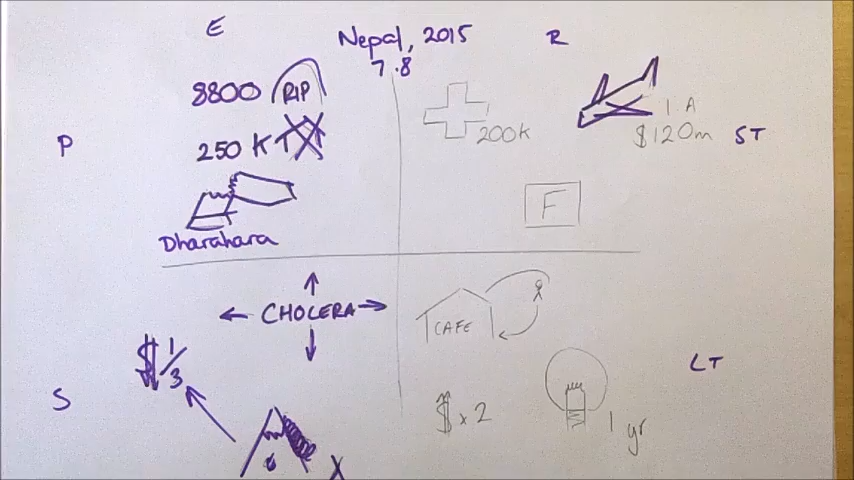 E
Nepal, 2015
R
7.8
8800 RIP
1 A
200K
$120m
ST
P
250 K
F
Dharahara
CHOLERA
CAFE
$ 1/3
LT
S
$ x 2
1 yr
X